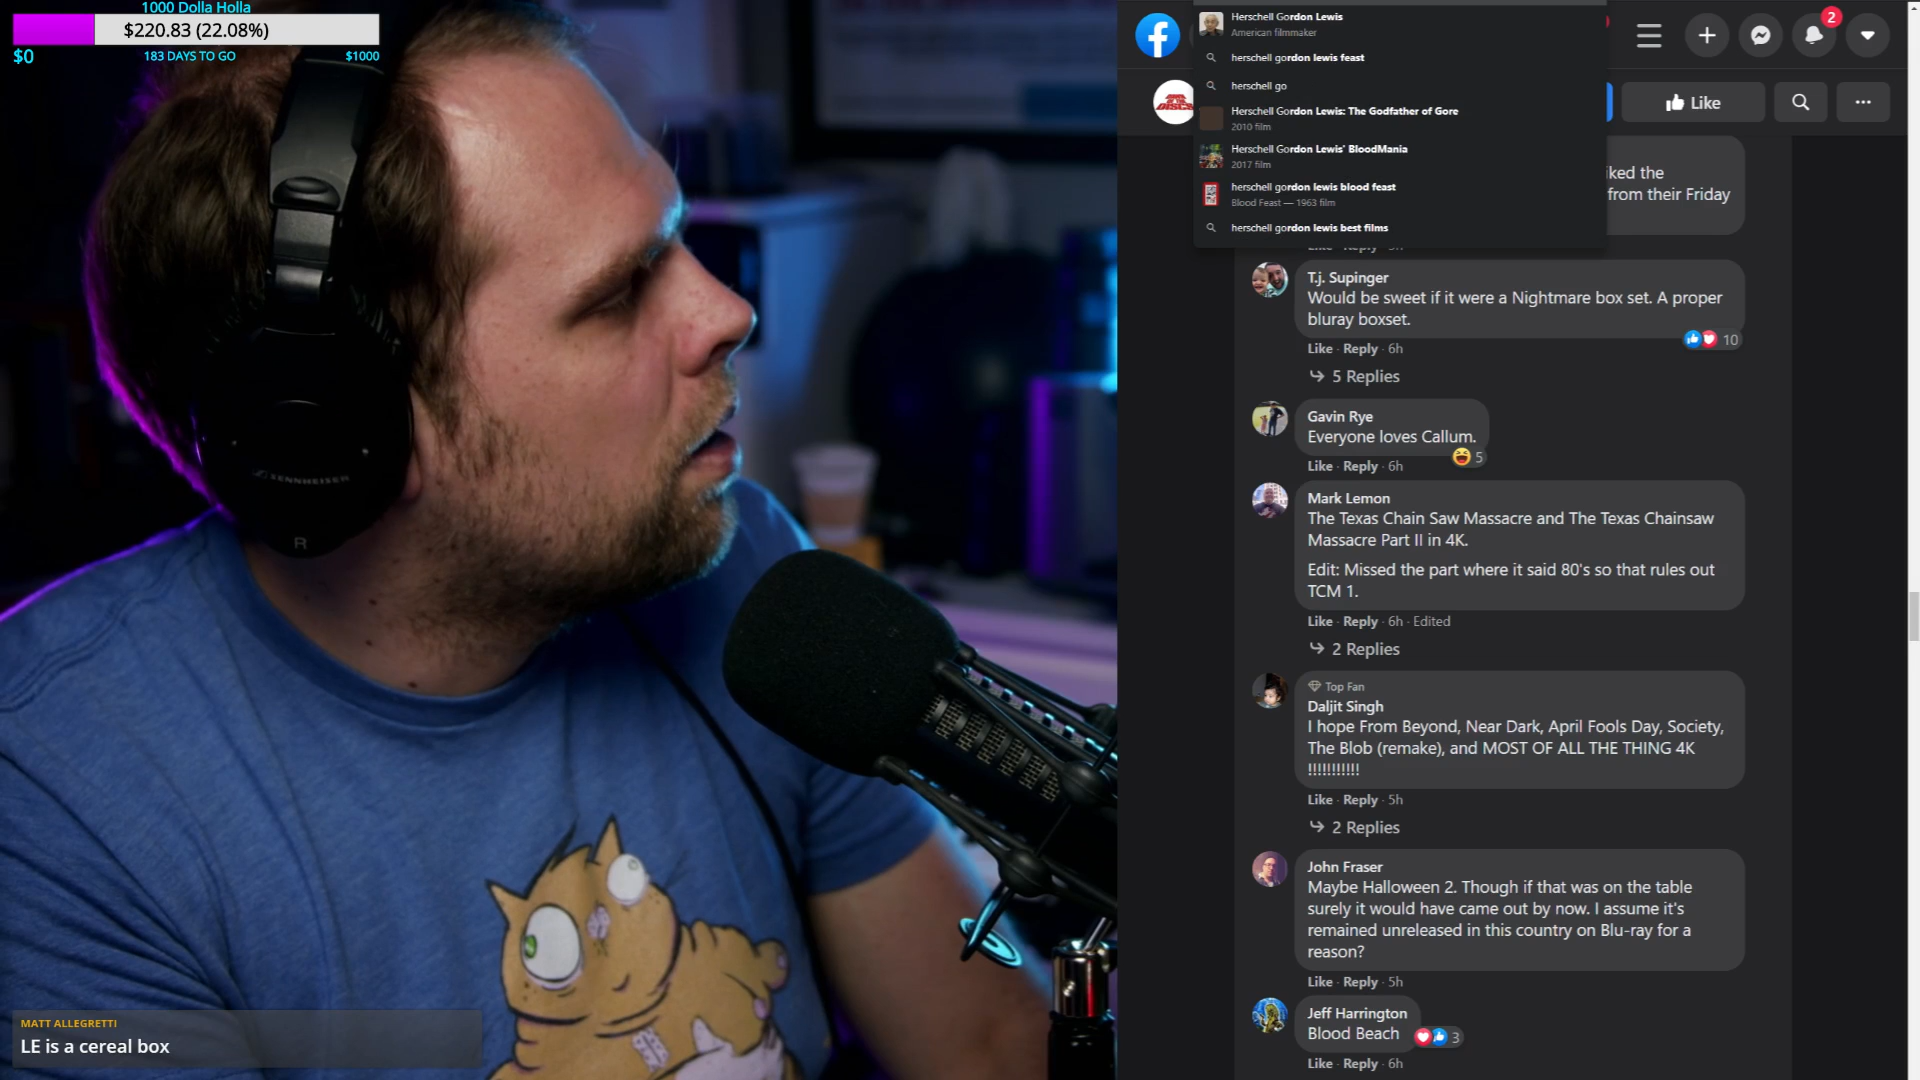 1000 Dolla Holla
$220.83 (22.08%)
$0
183 DAYS TO GO
$1000
SENNHEISER
R
MATT ALLEGRETTI
LE is a cereal box
Herschell Gordon Lewis
American filmmaker
herschell gordon lewis feast
herschell go
Herschell Gordon Lewis: The Godfather of Gore
2010 film
Herschell Gordon Lewis' BloodMania
2017 film
herschell gordon lewis blood feast
Blood Feast — 1963 film
herschell gordon lewis best films
2
Like
iked the
from their Friday
T.j. Supinger
Would be sweet if it were a Nightmare box set. A proper
bluray boxset.
10
Like · Reply · 6h
5 Replies
Gavin Rye
Everyone loves Callum.
5
Like · Reply · 6h
Mark Lemon
The Texas Chain Saw Massacre and The Texas Chainsaw
Massacre Part II in 4K.
Edit: Missed the part where it said 80's so that rules out
TCM 1.
Like · Reply · 6h · Edited
2 Replies
Top Fan
Daljit Singh
I hope From Beyond, Near Dark, April Fools Day, Society,
The Blob (remake), and MOST OF ALL THE THING 4K
!!!!!!!!!!!
Like · Reply · 5h
2 Replies
John Fraser
Maybe Halloween 2. Though if that was on the table
surely it would have came out by now. I assume it's
remained unreleased in this country on Blu-ray for a
reason?
Like · Reply · 5h
Jeff Harrington
Blood Beach
3
Like · Reply · 6h